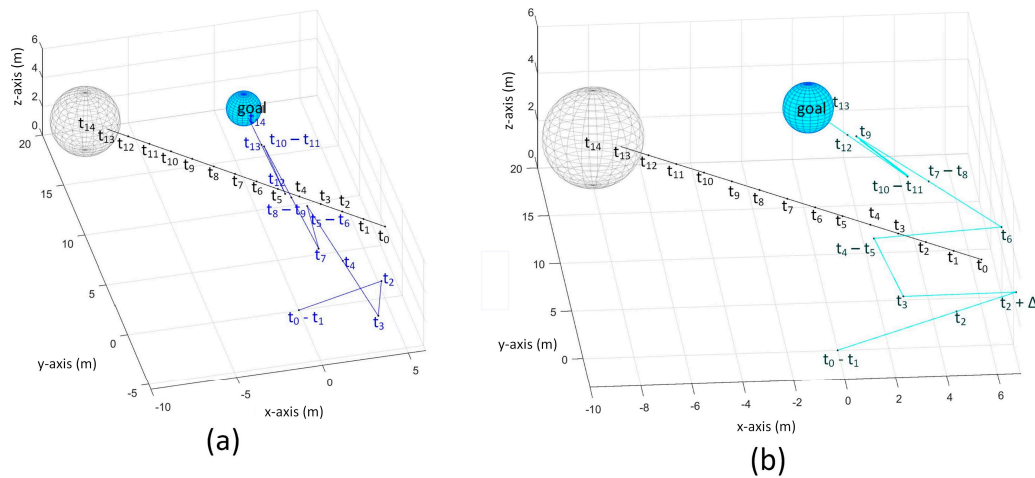 6
4
2
0
z-axis (m)
20
15
10
5
0
-5
y-axis (m)
-10
-5
0
5
x-axis (m)
goal
t14
t14
t13
t12
t11
t10
t9
t8
t7
t6
t5
t4
t3
t2
t1
t0
t13
t10 − t11
t12
t8 − t9
t5 − t6
t7
t4
t2
t0 - t1
t3
(a)
6
4
2
0
z-axis (m)
20
15
10
5
0
y-axis (m)
-10
-8
-6
-4
-2
0
2
4
6
x-axis (m)
goal
t13
t14
t13
t12
t11
t10
t9
t8
t7
t6
t5
t4
t3
t2
t1
t0
t12
t9
t10 − t11
t7 − t8
t6
t4 − t5
t3
t2 + Δ
t2
t0 - t1
(b)